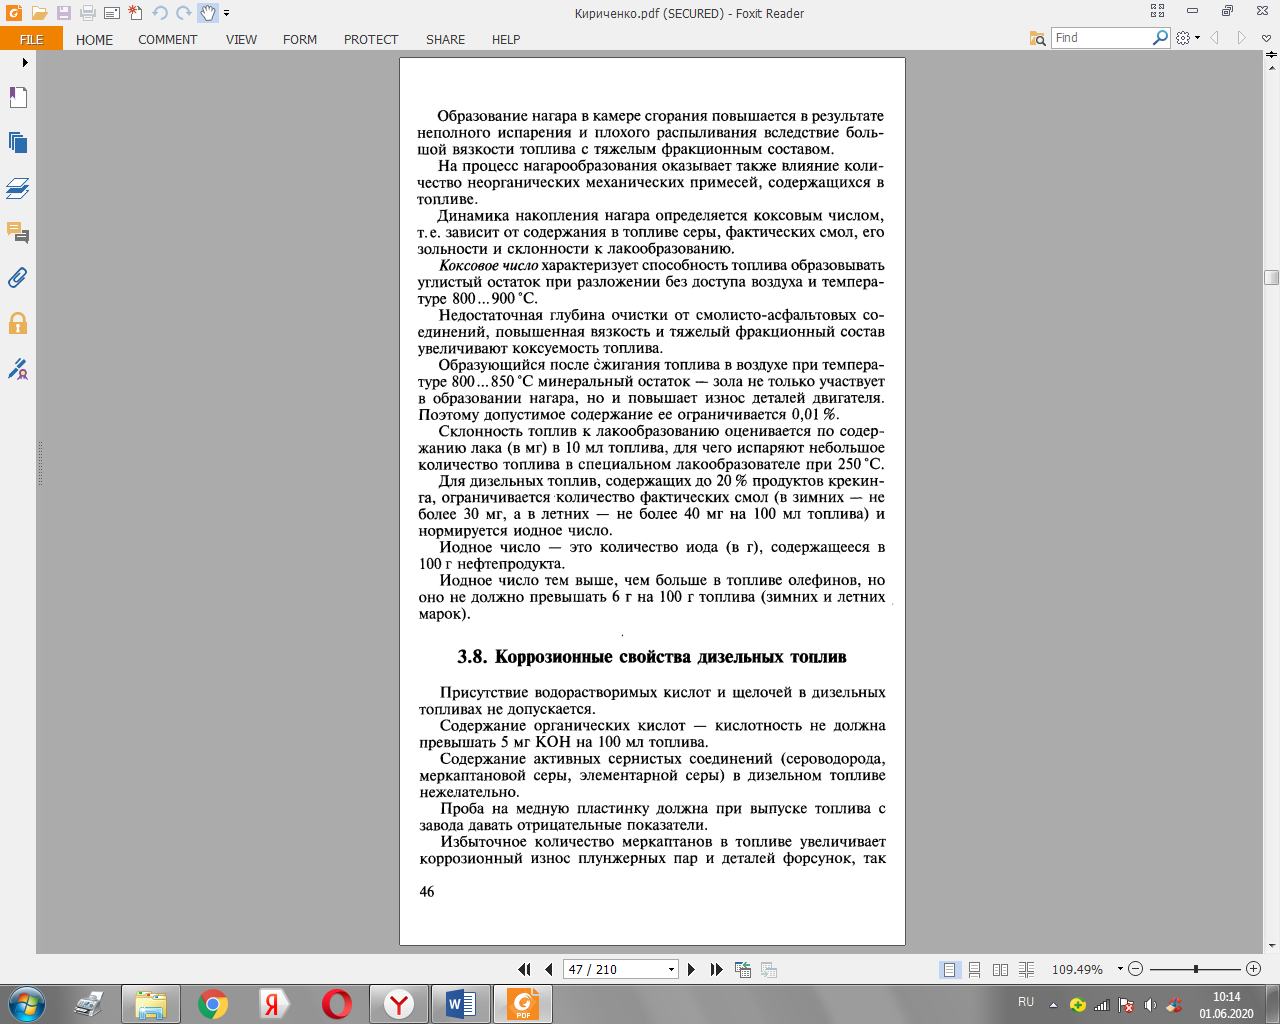 Кириченко.pdf (SECURED) - Foxit Reader
FILE HOME COMMENT VIEW FORM PROTECT SHARE HELP Find
Образование нагара в камере сгорания повышается в результате
неполного испарения и плохого распыливания вследствие боль-
шой вязкости топлива с тяжелым фракционным составом.
На процесс нагарообразования оказывает также влияние коли-
чество неорганических механических примесей, содержащихся в
топливе.
Динамика накопления нагара определяется коксовым числом,
т.е. зависит от содержания в топливе серы, фактических смол, его
зольности и склонности к лакообразованию.
Коксовое число характеризует способность топлива образовывать
углистый остаток при разложении без доступа воздуха и темпера-
туре 800...900 °С.
Недостаточная глубина очистки от смолисто-асфальтовых со-
единений, повышенная вязкость и тяжелый фракционный состав
увеличивают коксуемость топлива.
Образующийся после сжигания топлива в воздухе при темпера-
туре 800...850 °С минеральный остаток — зола не только участвует
в образовании нагара, но и повышает износ деталей двигателя.
Поэтому допустимое содержание ее ограничивается 0,01 %.
Склонность топлив к лакообразованию оценивается по содер-
жанию лака (в мг) в 10 мл топлива, для чего испаряют небольшое
количество топлива в специальном лакообразователе при 250 °С.
Для дизельных топлив, содержащих до 20 % продуктов крекин-
га, ограничивается количество фактических смол (в зимних — не
более 30 мг, а в летних — не более 40 мг на 100 мл топлива) и
нормируется иодное число.
Иодное число — это количество иода (в г), содержащееся в
100 г нефтепродукта.
Иодное число тем выше, чем больше в топливе олефинов, но
оно не должно превышать 6 г на 100 г топлива (зимних и летних
марок).
3.8. Коррозионные свойства дизельных топлив
Присутствие водорастворимых кислот и щелочей в дизельных
топливах не допускается.
Содержание органических кислот — кислотность не должна
превышать 5 мг КОН на 100 мл топлива.
Содержание активных сернистых соединений (сероводорода,
меркаптановой серы, элементарной серы) в дизельном топливе
нежелательно.
Проба на медную пластинку должна при выпуске топлива с
завода давать отрицательные показатели.
Избыточное количество меркаптанов в топливе увеличивает
коррозионный износ плунжерных пар и деталей форсунок, так
46
47 / 210 109.49%
RU 10:14
01.06.2020
PDF